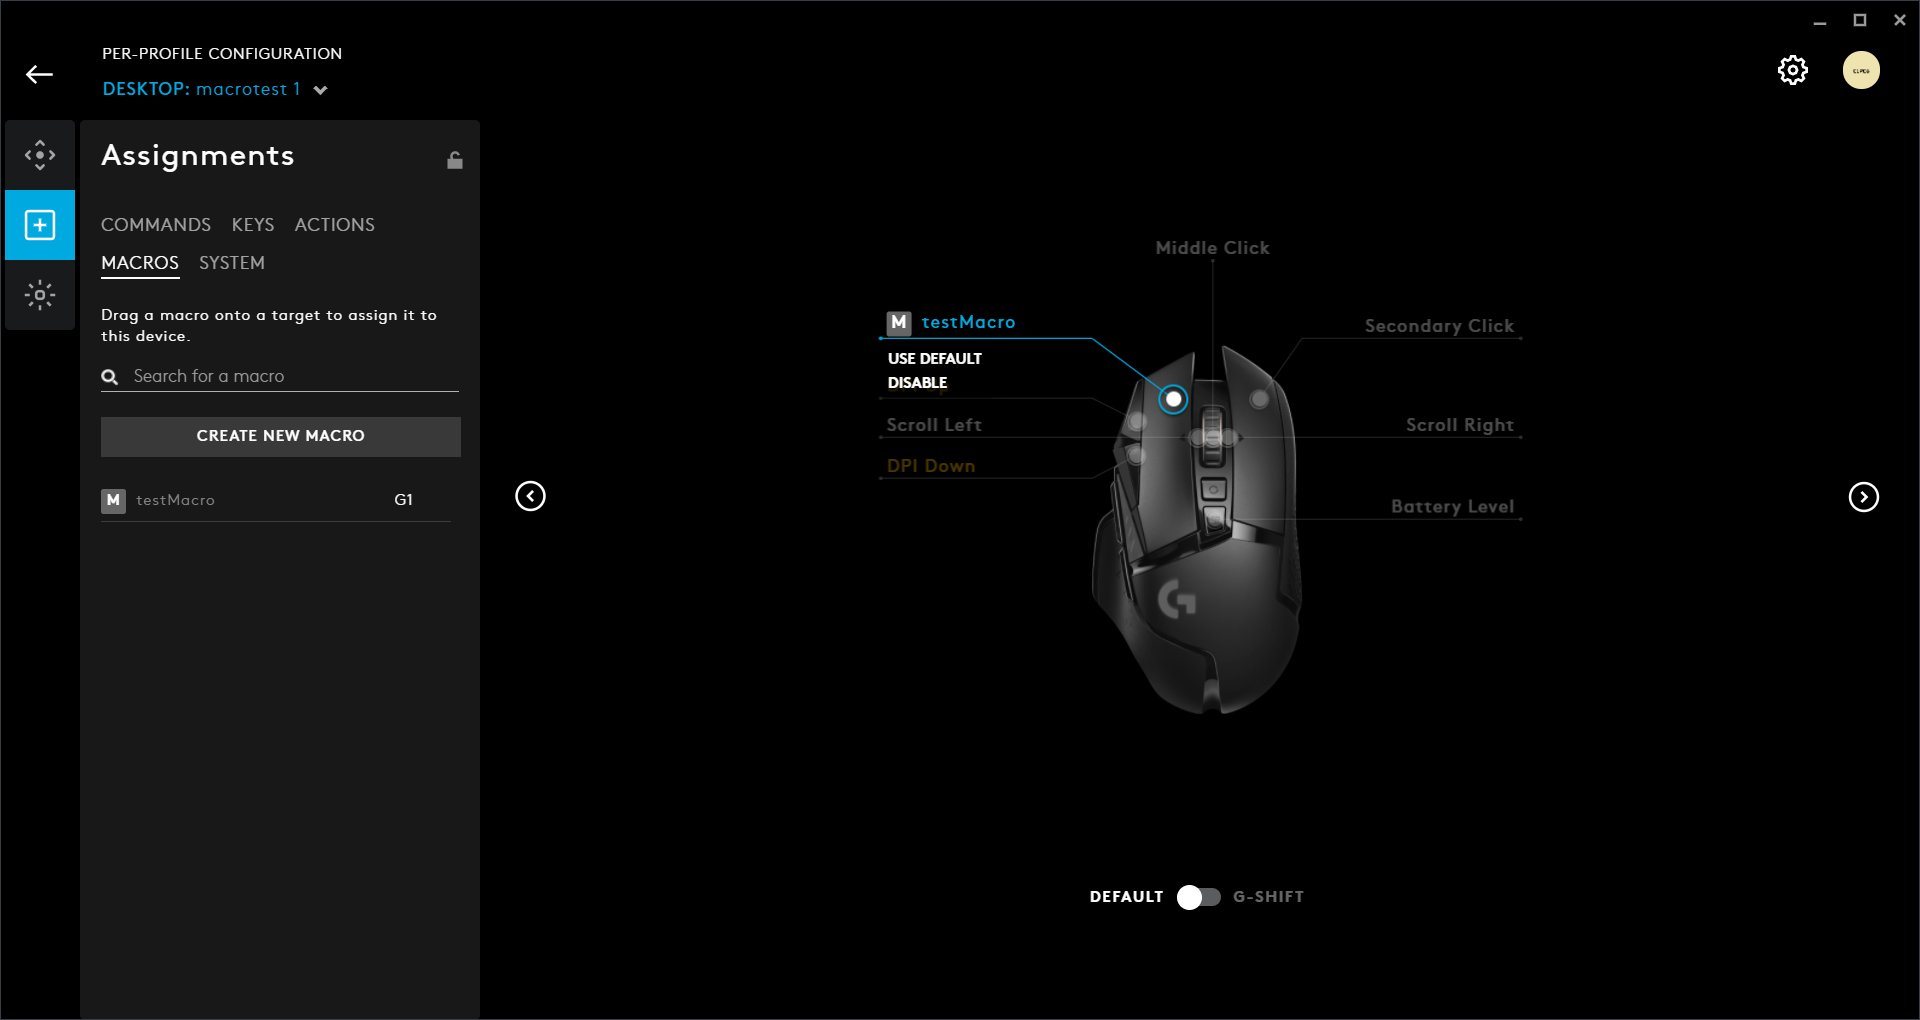 PER-PROFILE CONFIGURATION
DESKTOP: macrotest 1
Assignments
COMMANDS KEYS ACTIONS
MACROS SYSTEM
Drag a macro onto a target to assign it to
this device.
Search for a macro
CREATE NEW MACRO
M testMacro G1
Middle Click
M testMacro
Secondary Click
USE DEFAULT
DISABLE
Scroll Left
Scroll Right
DPI Down
Battery Level
DEFAULT G-SHIFT